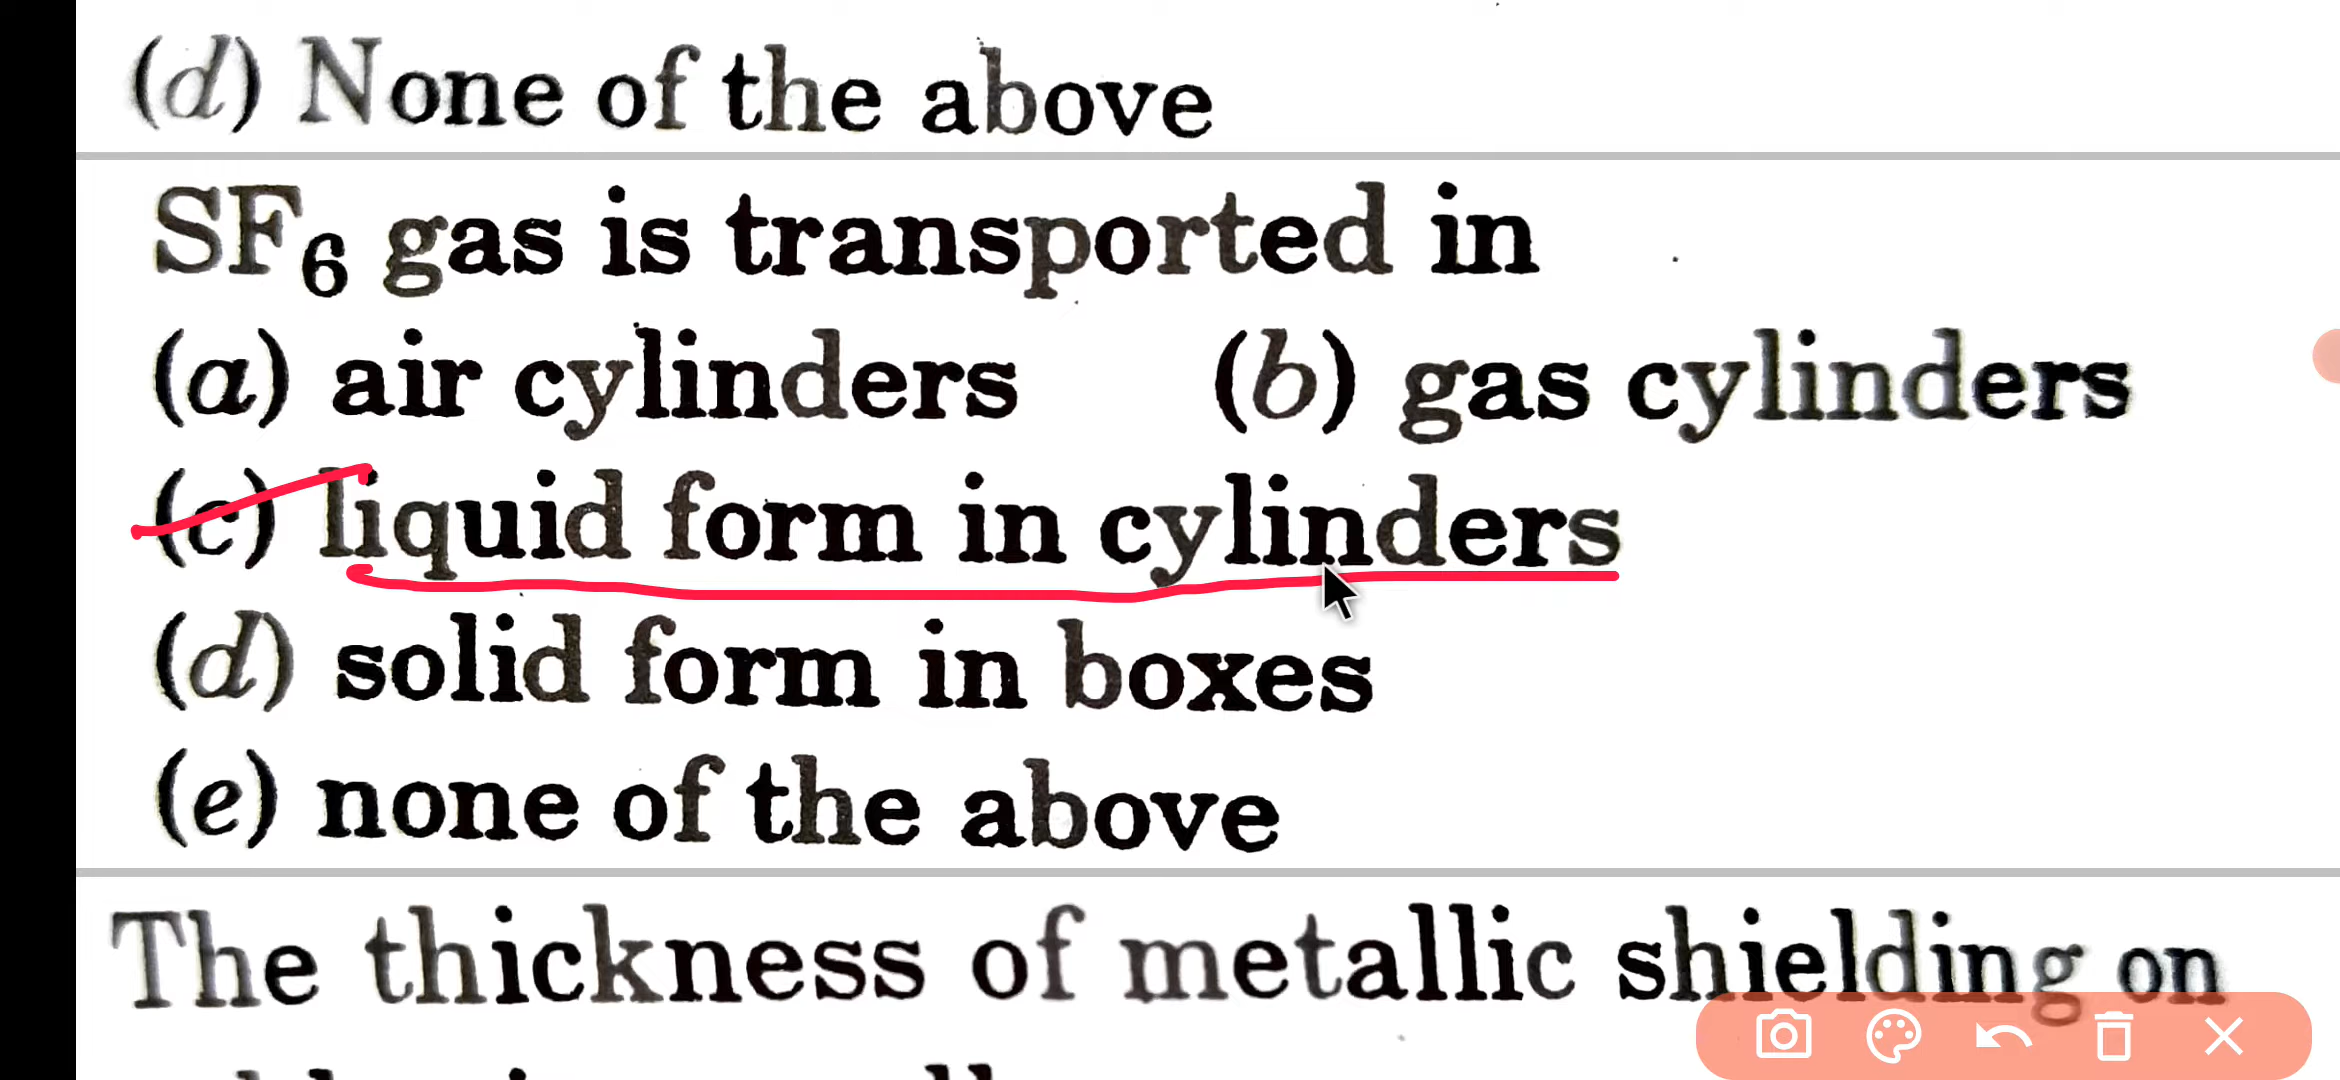 (d) None of the above
SF₆ gas is transported in
(a) air cylinders (b) gas cylinders
(c) liquid form in cylinders
(d) solid form in boxes
(e) none of the above
The thickness of metallic shielding on